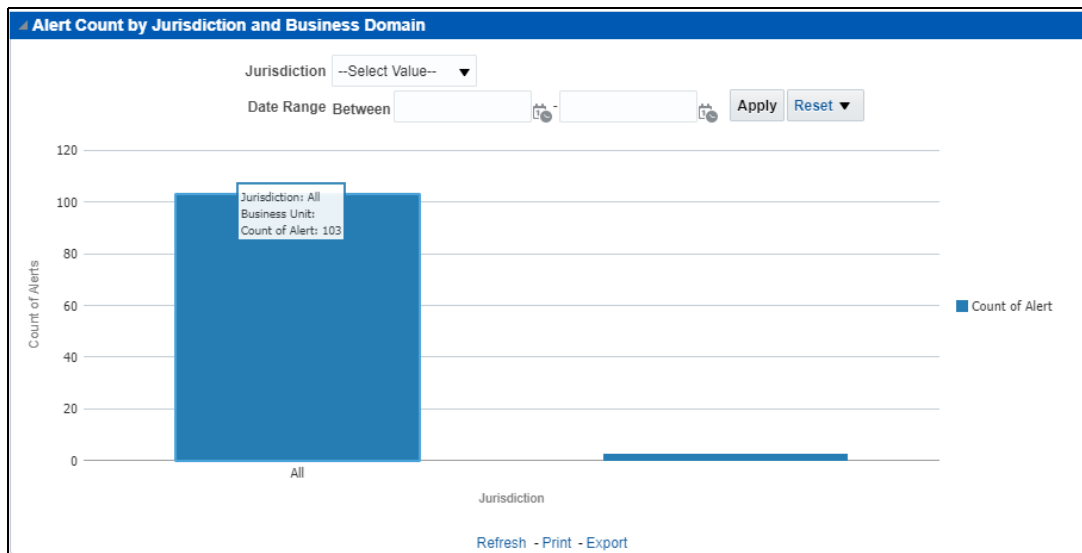 Alert Count by Jurisdiction and Business Domain
Jurisdiction --Select Value--
Date Range Between - Apply Reset
120
100
80
60
40
20
0
Count of Alerts
Jurisdiction: All
Business Unit:
Count of Alert: 103
Count of Alert
All
Jurisdiction
Refresh - Print - Export